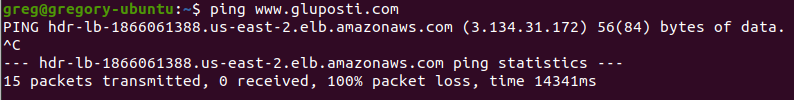 greg@gregory-ubuntu:~$ ping www.gluposti.com
PING hdr-lb-1866061388.us-east-2.elb.amazonaws.com (3.134.31.172) 56(84) bytes of data.
^C
--- hdr-lb-1866061388.us-east-2.elb.amazonaws.com ping statistics ---
15 packets transmitted, 0 received, 100% packet loss, time 14341ms